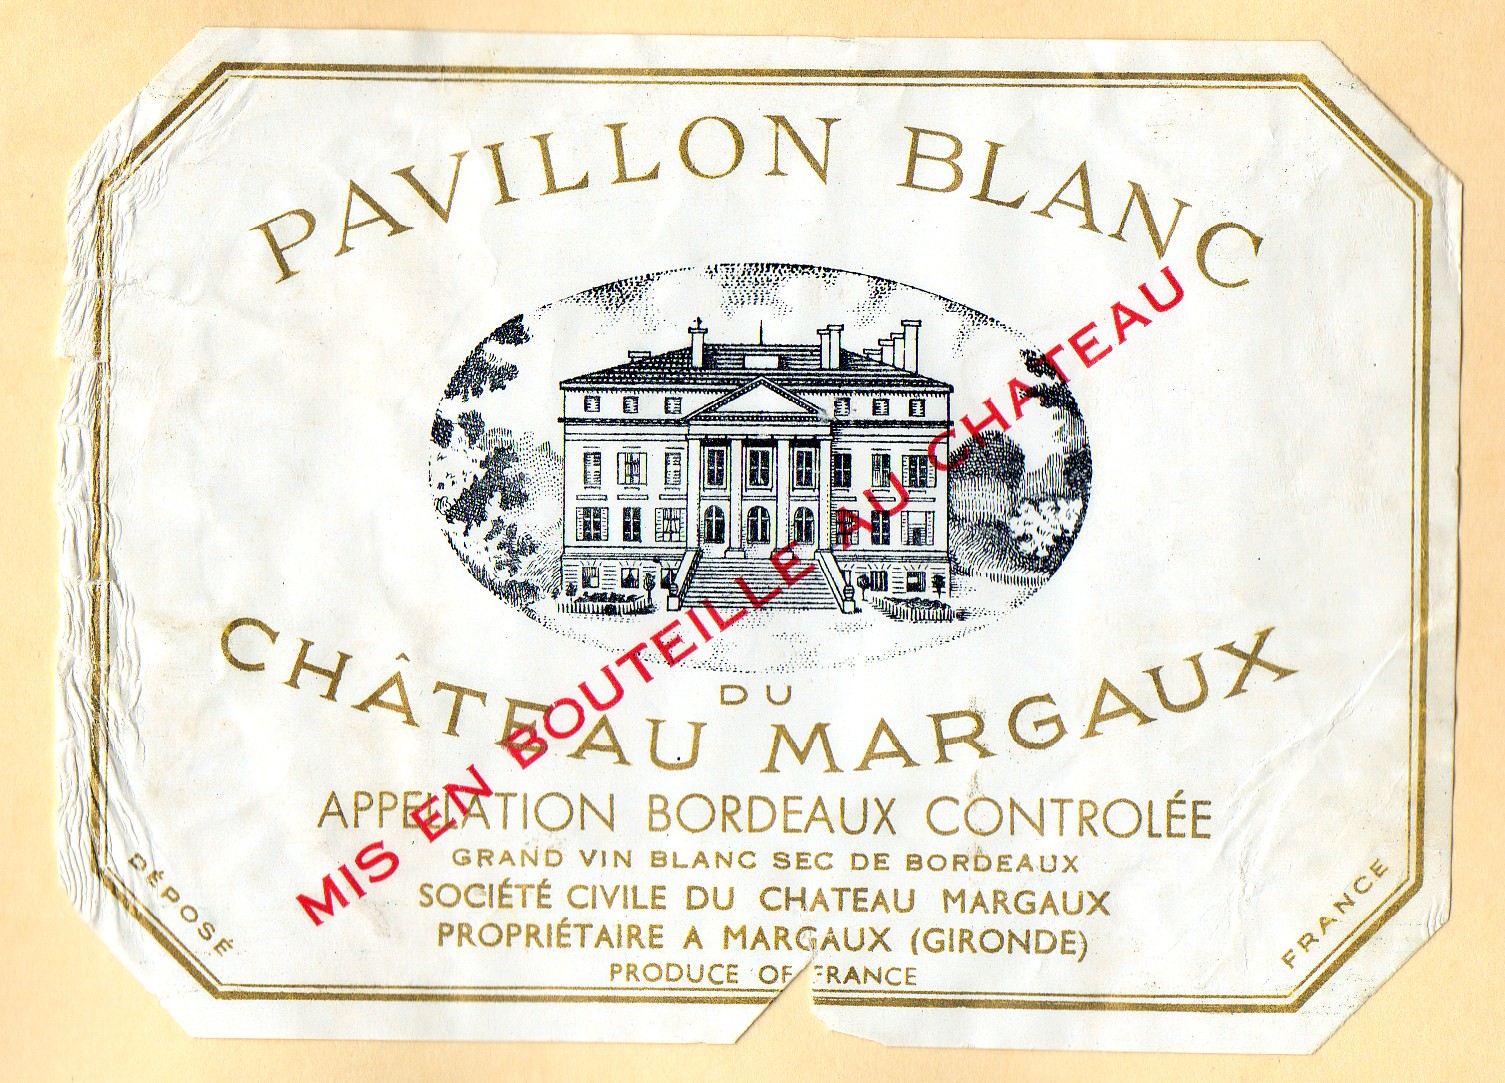 PAVILLON BLANC
DU
CHÂTEAU MARGAUX
MIS EN BOUTEILLE AU CHATEAU
APPELLATION BORDEAUX CONTROLÉE
GRAND VIN BLANC SEC DE BORDEAUX
SOCIÉTÉ CIVILE DU CHATEAU MARGAUX
PROPRIÉTAIRE A MARGAUX (GIRONDE)
PRODUCE OF FRANCE
DÉPOSÉ
FRANCE